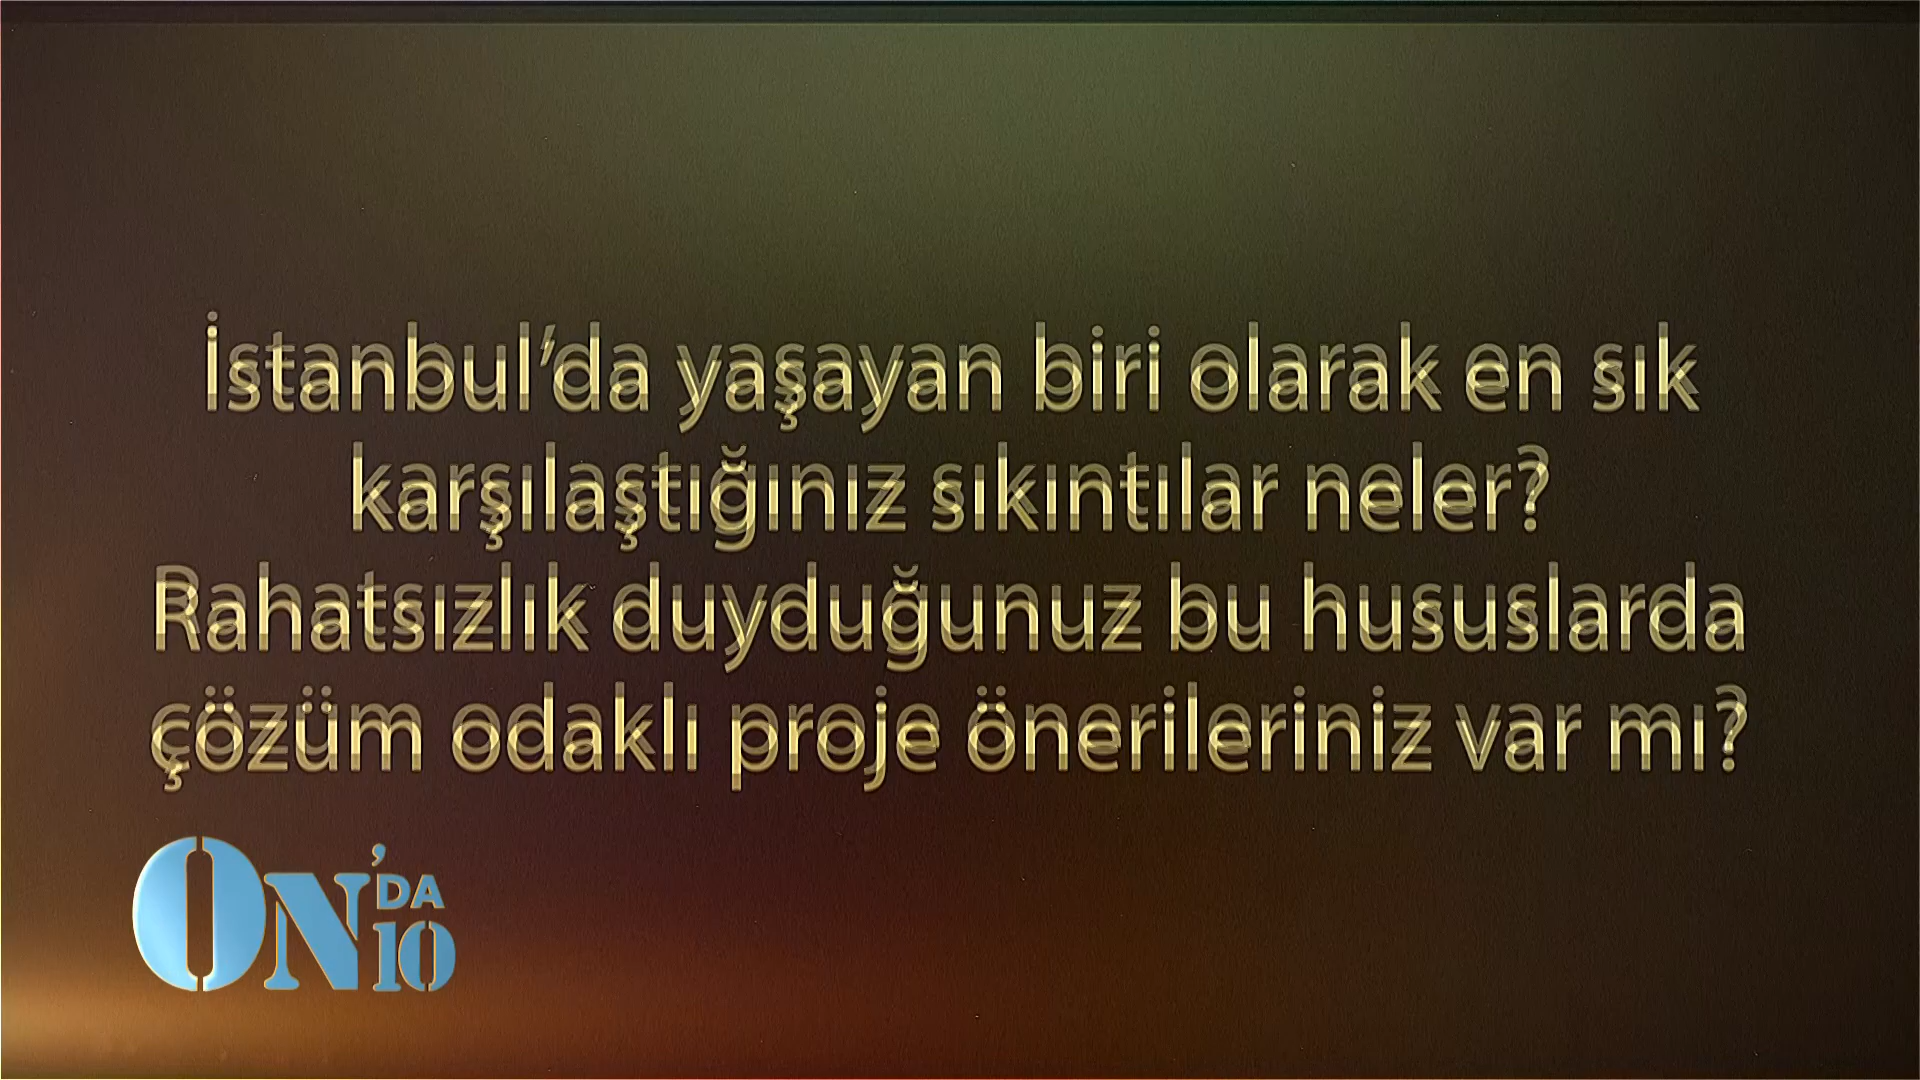 İstanbul’da yaşayan biri olarak en sık
karşılaştığınız sıkıntılar neler?
Rahatsızlık duyduğunuz bu hususlarda
çözüm odaklı proje önerileriniz var mı?
ON’DA
10